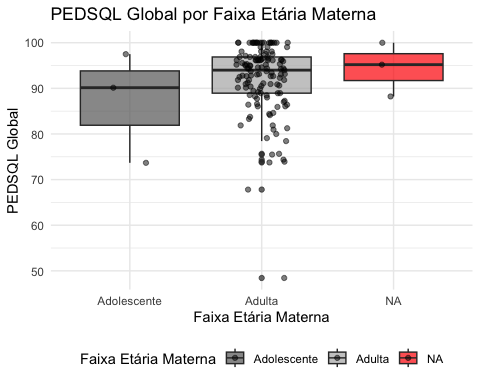 PEDSQL Global por Faixa Etária Materna
PEDSQL Global
100
90
80
70
60
50
Adolescente Adulta NA
Faixa Etária Materna
Faixa Etária Materna Adolescente Adulta NA